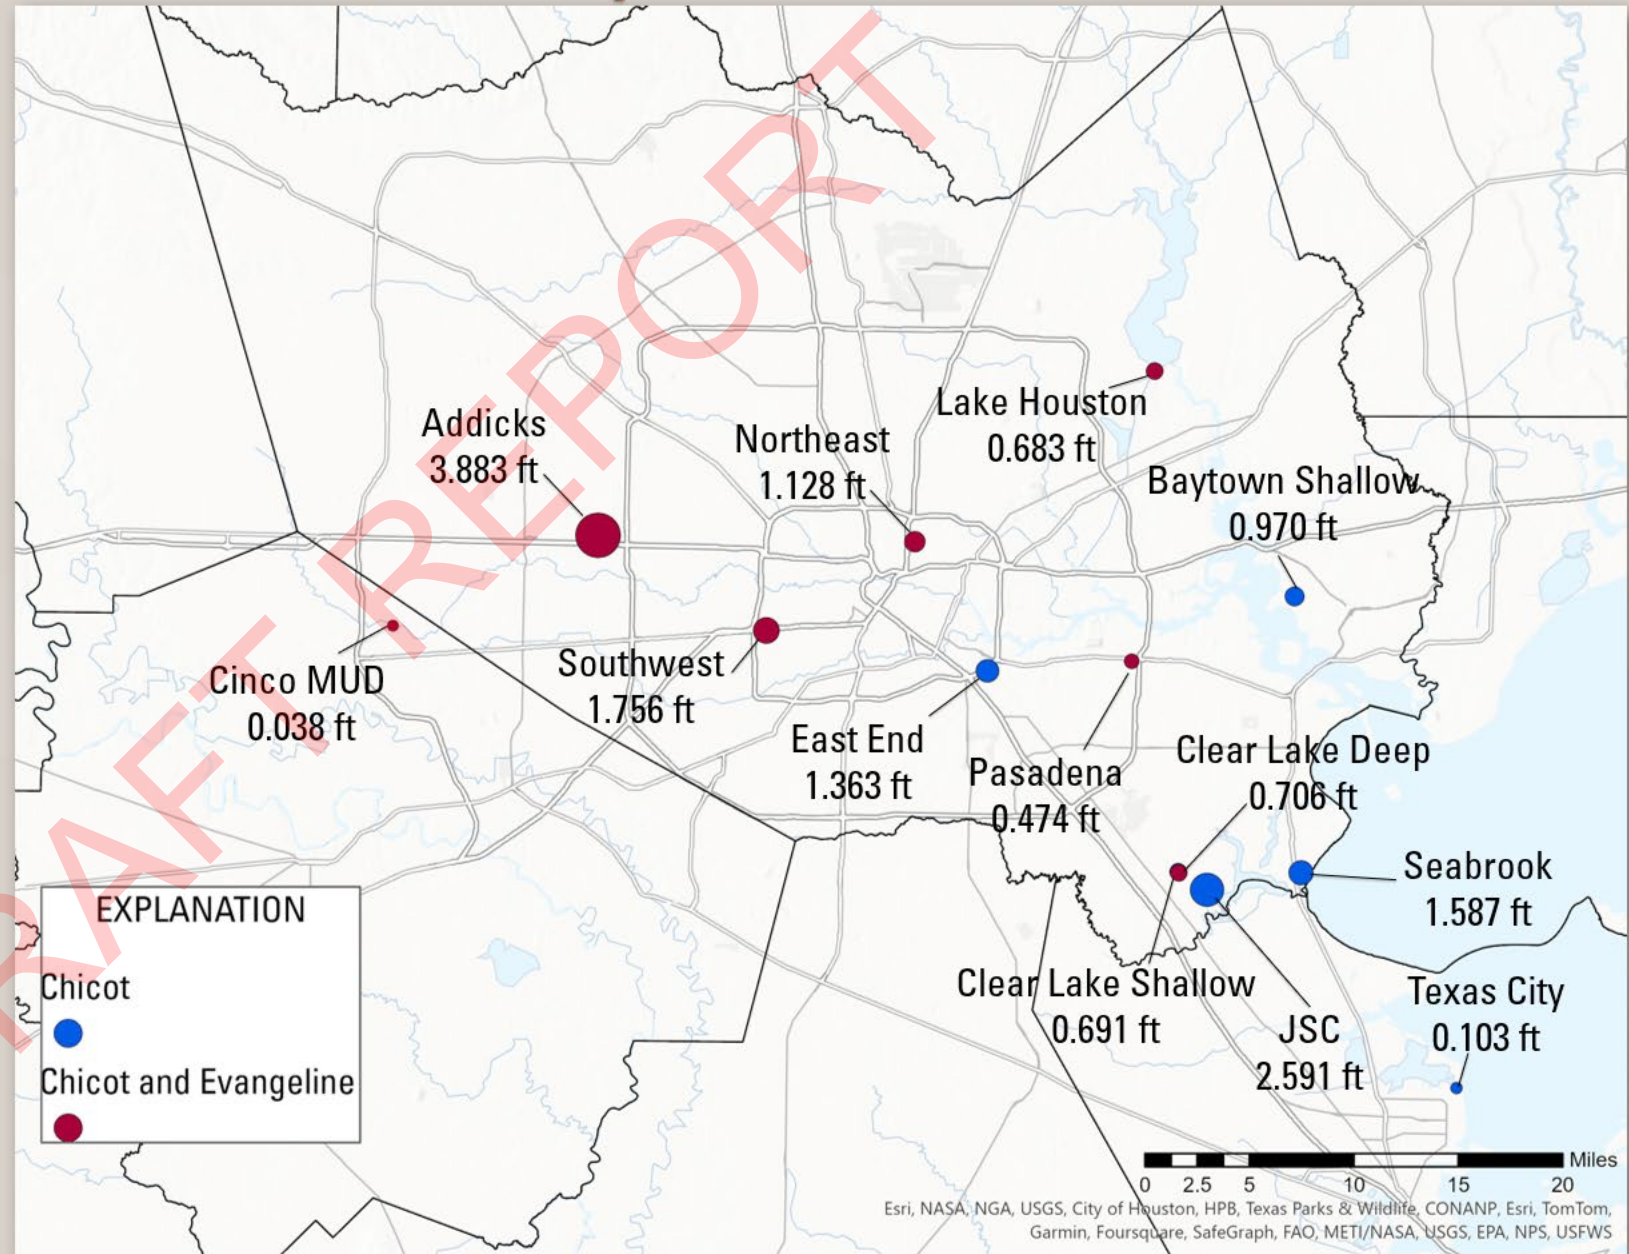 DRAFT REPORT
Lake Houston
0.683 ft
Addicks
3.883 ft
Northeast
1.128 ft
Baytown Shallow
0.970 ft
Cinco MUD
0.038 ft
Southwest
1.756 ft
East End
1.363 ft
Pasadena
0.474 ft
Clear Lake Deep
0.706 ft
Seabrook
1.587 ft
Clear Lake Shallow
0.691 ft
JSC
2.591 ft
Texas City
0.103 ft
EXPLANATION
Chicot
Chicot and Evangeline
Miles
0 2.5 5 10 15 20
Esri, NASA, NGA, USGS, City of Houston, HPB, Texas Parks & Wildlife, CONANP, Esri, TomTom,
Garmin, Foursquare, SafeGraph, FAO, METI/NASA, USGS, EPA, NPS, USFWS